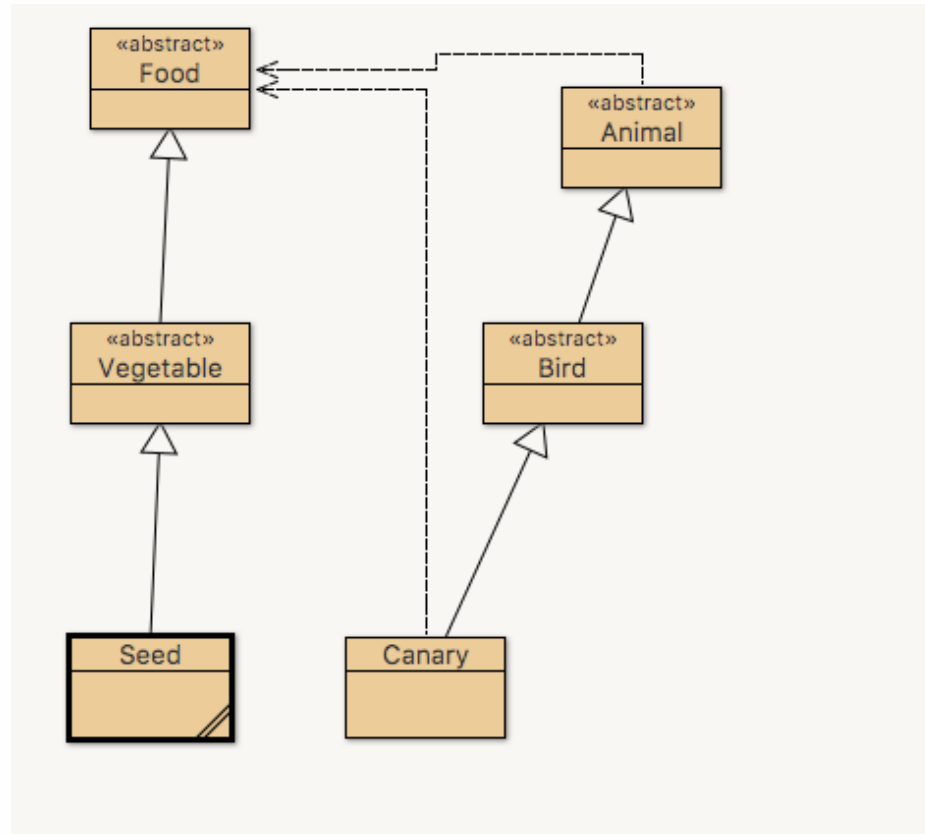 «abstract»
Food
«abstract»
Animal
«abstract»
Vegetable
«abstract»
Bird
Seed
Canary